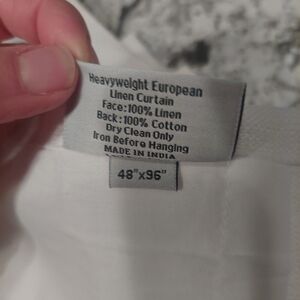 Heavyweight European
Linen Curtain
Face:100% Linen
Back:100% Cotton
Dry Clean Only
Iron Before Hanging
MADE IN INDIA
48"x96"